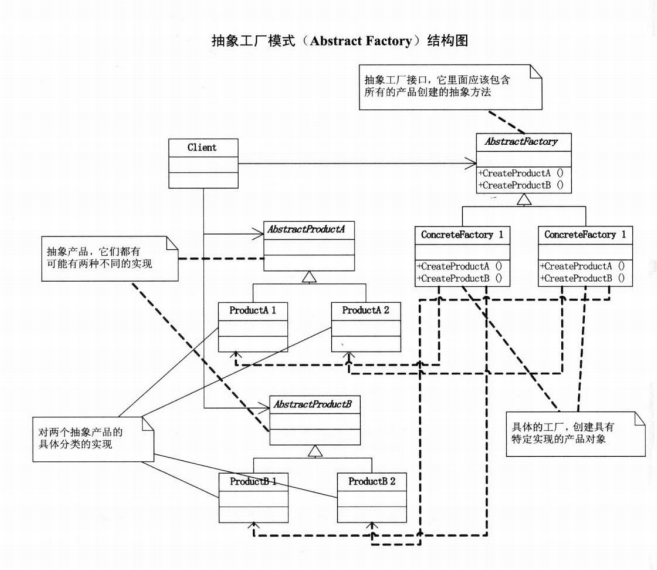 抽象工厂模式（Abstract Factory）结构图
抽象工厂接口，它里面应该包含
所有的产品创建的抽象方法
Client
AbstractFactory
+CreateProductA ()
+CreateProductB ()
AbstractProductA
ConcreteFactory 1
+CreateProductA ()
+CreateProductB ()
ConcreteFactory 1
+CreateProductA ()
+CreateProductB ()
抽象产品，它们都有
可能有两种不同的实现
ProductA 1
ProductA 2
AbstractProductB
对两个抽象产品的
具体分类的实现
具体的工厂，创建具有
特定实现的产品对象
ProductB 1
ProductB 2